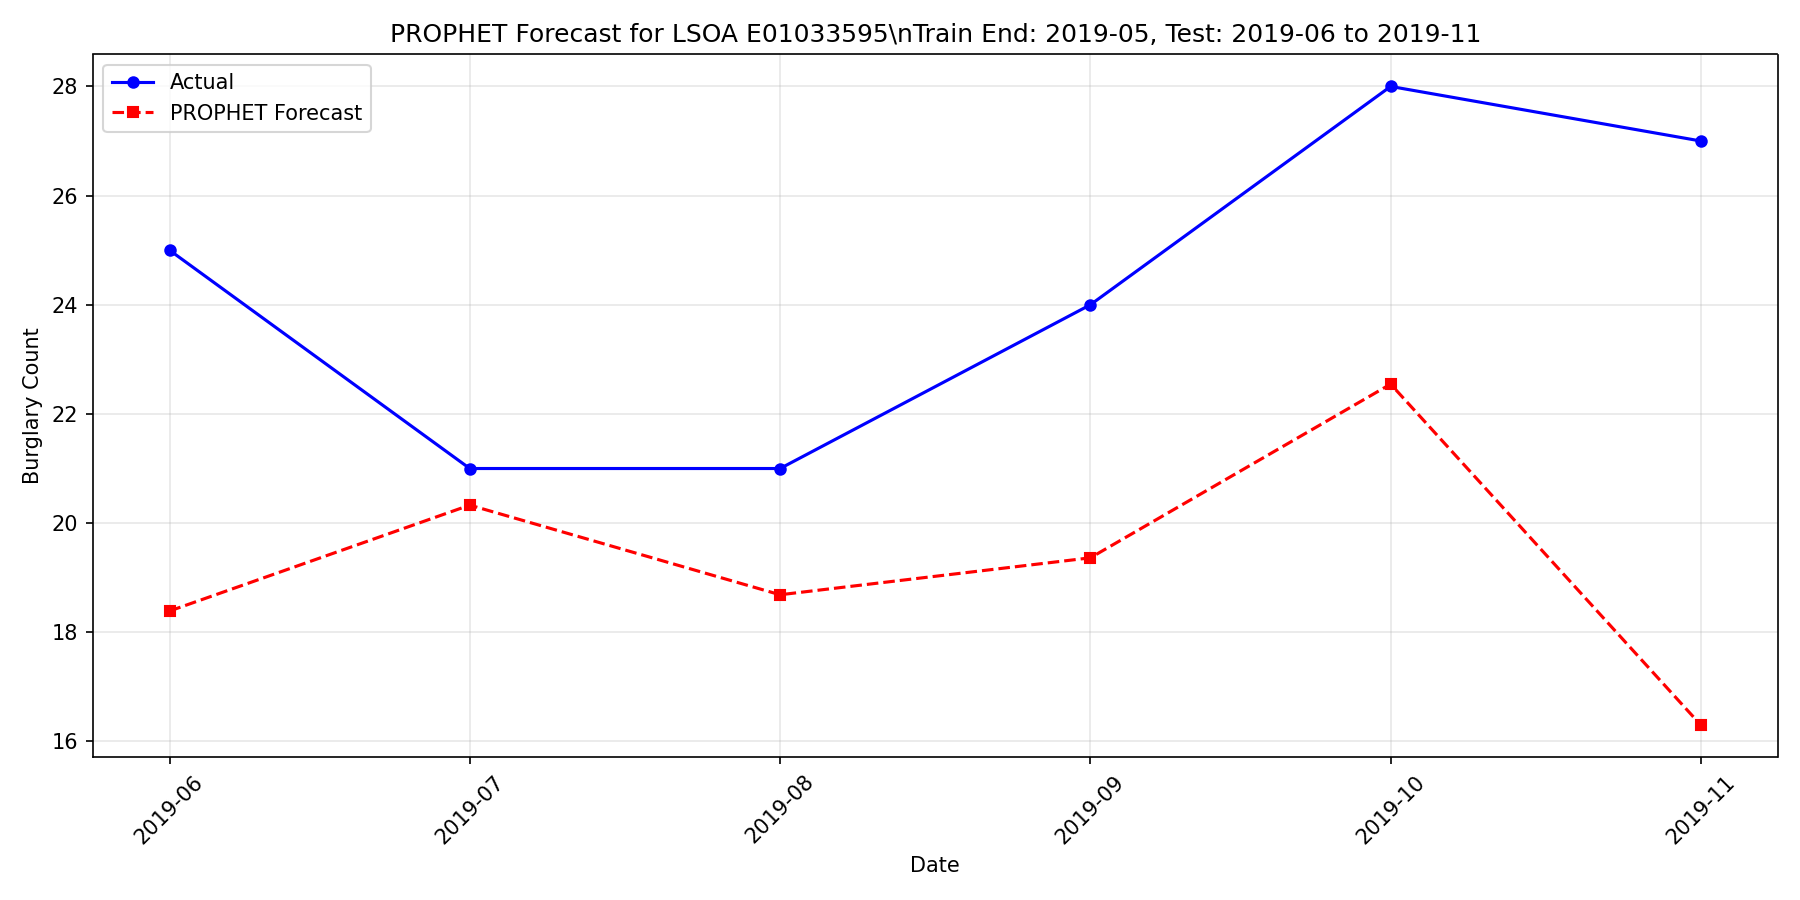 PROPHET Forecast for LSOA E01033595\nTrain End: 2019-05, Test: 2019-06 to 2019-11
Actual
PROPHET Forecast
Burglary Count
28
26
24
22
20
18
16
2019-06
2019-07
2019-08
2019-09
2019-10
2019-11
Date